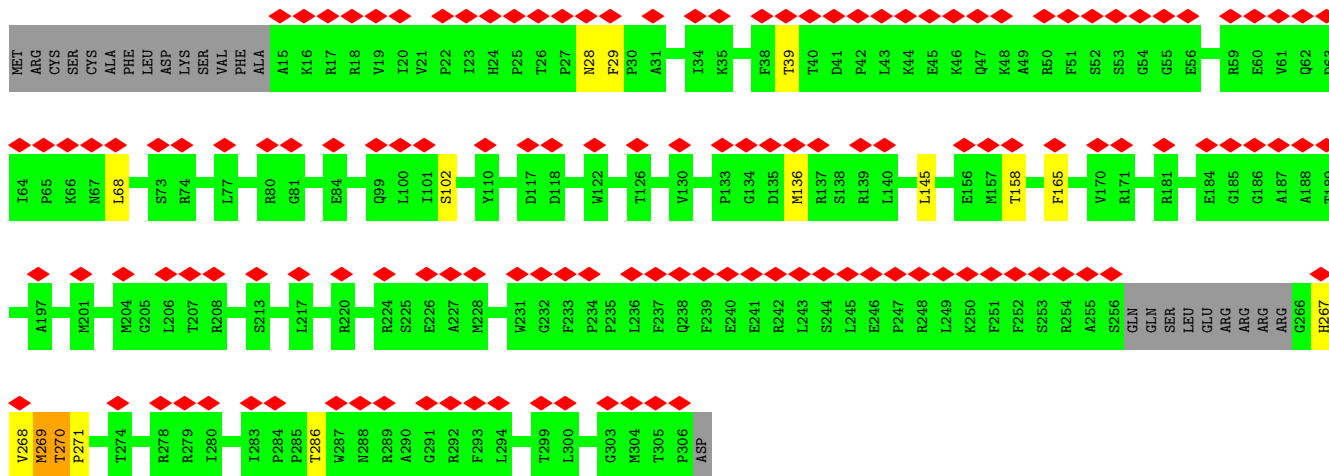 MET ARG CYS SER CYS ALA PHE LEU ASP LYS SER VAL PHE ALA A15 K16 R17 R18 V19 I20 V21 P22 I23 H24 P25 T26 P27 N28 F29 P30 A31 I34 K35 F38 T39 T40 D41 P42 L43 K44 E45 K46 Q47 K48 A49 R50 F51 S52 S53 G54 G55 E56 R59 E60 V61 Q62 D63
I64 P65 K66 N67 L68 S73 R74 L77 R80 G81 E84 Q99 L100 I101 S102 Y110 D117 D118 W122 T126 V130 P133 G134 D135 M136 R137 S138 R139 L140 L145 E156 M157 T158 F165 V170 R171 R181 E184 G185 G186 A187 A188 T189
A197 M201 M204 G205 L206 T207 R208 S213 L217 R220 R224 S225 E226 A227 M228 W231 G232 F233 P234 P235 L236 F237 Q238 F239 E240 E241 R242 L243 S244 L245 E246 P247 R248 L249 K250 F251 F252 S253 R254 A255 S256 GLN GLN SER LEU GLU ARG ARG ARG ARG G266 H267
V268 M269 T270 P271 T274 R278 R279 I280 I283 P284 P285 T286 W287 N288 R289 A290 G291 R292 F293 L294 T299 L300 G303 M304 T305 P306 ASP